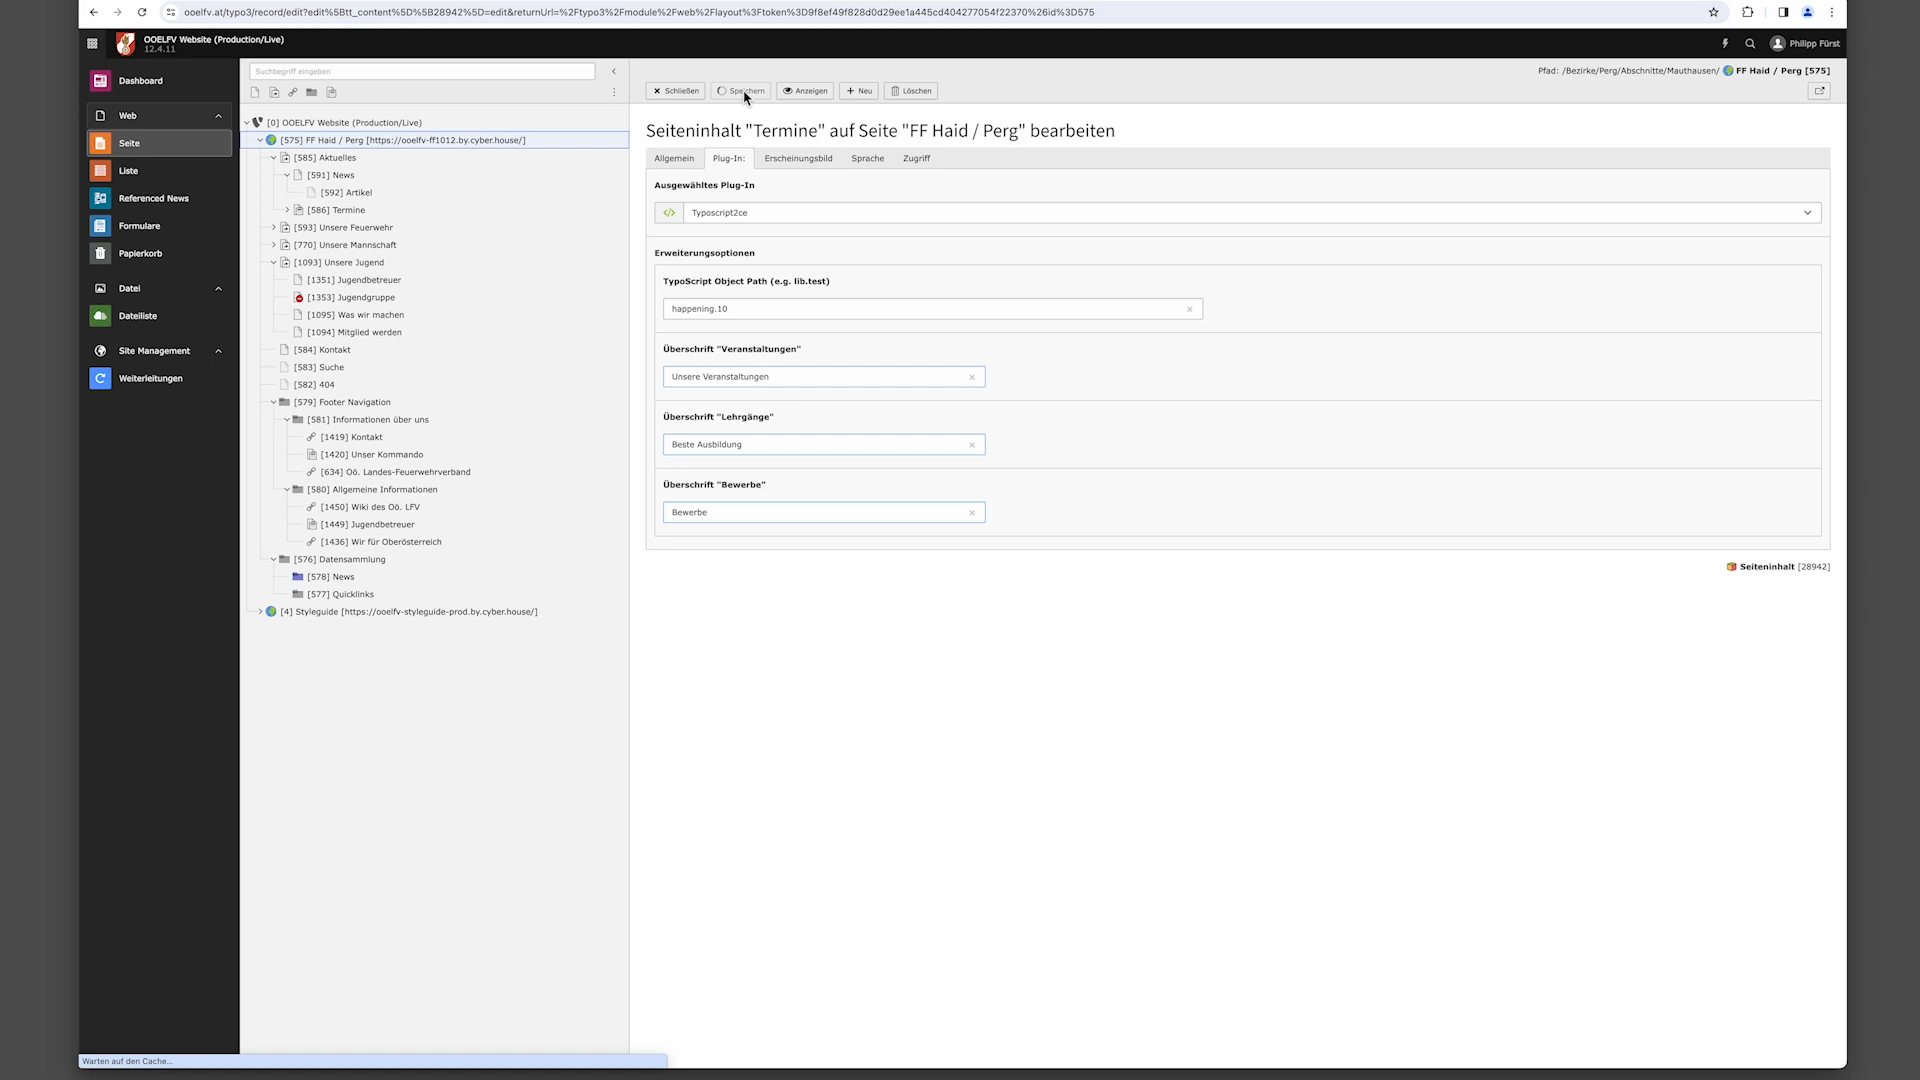 ooelfv.at/typo3/record/edit?edit%5Btt_content%5D%5B28942%5D=edit&returnUrl=%2Ftypo3%2Fmodule%2Fweb%2Flayout%3Ftoken%3D9f8ef49f828d0d29ee1a445cd404277054f22370%26id%3D575
OOELFV Website (Production/Live)
12.4.11
Philipp Fürst
Dashboard
Web
Seite
Liste
Referenced News
Formulare
Papierkorb
Datei
Dateiliste
Site Management
Weiterleitungen
Suchbegriff eingeben
[0] OOELFV Website (Production/Live)
[575] FF Haid / Perg [https://ooelfv-ff1012.by.cyber.house/]
[585] Aktuelles
[591] News
[592] Artikel
[586] Termine
[593] Unsere Feuerwehr
[770] Unsere Mannschaft
[1093] Unsere Jugend
[1351] Jugendbetreuer
[1353] Jugendgruppe
[1095] Was wir machen
[1094] Mitglied werden
[584] Kontakt
[583] Suche
[582] 404
[579] Footer Navigation
[581] Informationen über uns
[1419] Kontakt
[1420] Unser Kommando
[634] Oö. Landes-Feuerwehrverband
[580] Allgemeine Informationen
[1450] Wiki des Oö. LFV
[1449] Jugendbetreuer
[1436] Wir für Oberösterreich
[576] Datensammlung
[578] News
[577] Quicklinks
[4] Styleguide [https://ooelfv-styleguide-prod.by.cyber.house/]
Pfad: /Bezirke/Perg/Abschnitte/Mauthausen/ FF Haid / Perg [575]
Schließen Speichern Anzeigen Neu Löschen
Seiteninhalt "Termine" auf Seite "FF Haid / Perg" bearbeiten
Allgemein Plug-In: Erscheinungsbild Sprache Zugriff
Ausgewähltes Plug-In
Typoscript2ce
Erweiterungsoptionen
TypoScript Object Path (e.g. lib.test)
happening.10
Überschrift "Veranstaltungen"
Unsere Veranstaltungen
Überschrift "Lehrgänge"
Beste Ausbildung
Überschrift "Bewerbe"
Bewerbe
Seiteninhalt [28942]
Warten auf den Cache...